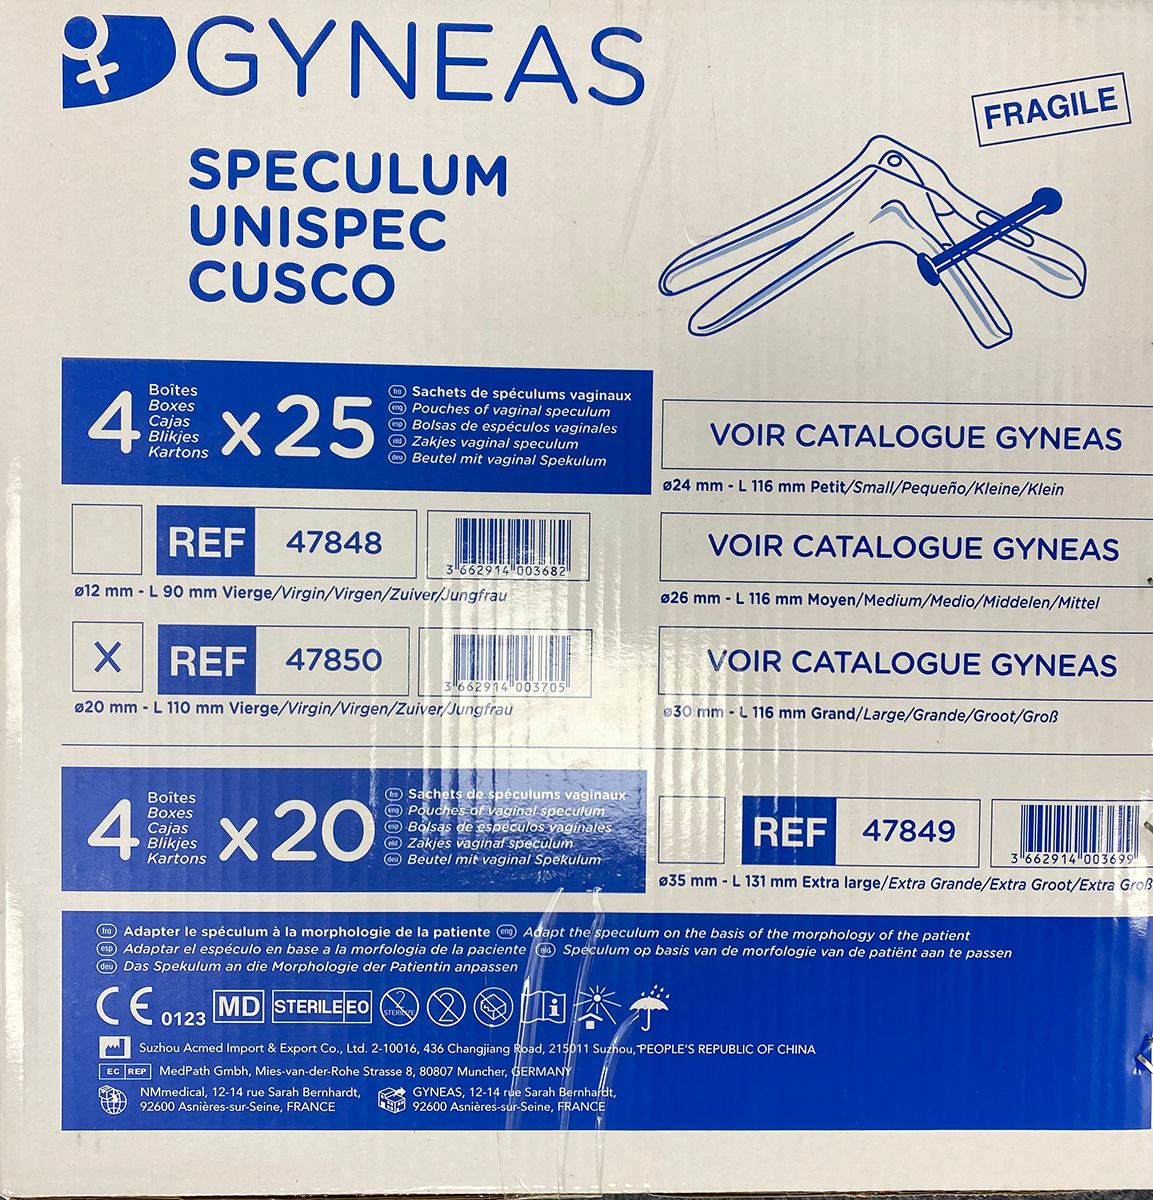 GYNEAS
FRAGILE
SPECULUM
UNISPEC
CUSCO
4 Boîtes Boxes Cajas Blikjes Kartons x 25
fra Sachets de spéculums vaginaux
eng Pouches of vaginal speculum
esp Bolsas de espéculos vaginales
nld Zakjes vaginal speculum
deu Beutel mit vaginal Spekulum
REF 47848
3 662914 003682
ø12 mm - L 90 mm Vierge/Virgin/Virgen/Zuiver/Jungfrau
X REF 47850
3 662914 003705
ø20 mm - L 110 mm Vierge/Virgin/Virgen/Zuiver/Jungfrau
VOIR CATALOGUE GYNEAS
ø24 mm - L 116 mm Petit/Small/Pequeño/Kleine/Klein
VOIR CATALOGUE GYNEAS
ø26 mm - L 116 mm Moyen/Medium/Medio/Middelen/Mittel
VOIR CATALOGUE GYNEAS
ø30 mm - L 116 mm Grand/Large/Grande/Groot/Groß
4 Boîtes Boxes Cajas Blikjes Kartons x 20
fra Sachets de spéculums vaginaux
eng Pouches of vaginal speculum
esp Bolsas de espéculos vaginales
nld Zakjes vaginal speculum
deu Beutel mit vaginal Spekulum
REF 47849
3 662914 003699
ø35 mm - L 131 mm Extra large/Extra Grande/Extra Groot/Extra Groß
fra Adapter le spéculum à la morphologie de la patiente eng Adapt the speculum on the basis of the morphology of the patient
esp Adaptar el espéculo en base a la morfologia de la paciente nld Speculum op basis van de morfologie van de patiënt aan te passen
deu Das Spekulum an die Morphologie der Patientin anpassen
CE 0123 MD STERILE EO STERILIZE 2 i
Suzhou Acmed Import & Export Co., Ltd. 2-10016, 436 Changjiang Road, 215011 Suzhou, PEOPLE'S REPUBLIC OF CHINA
EC REP MedPath Gmbh, Mies-van-der-Rohe Strasse 8, 80807 Muncher, GERMANY
NMmedical, 12-14 rue Sarah Bernhardt,
92600 Asnières-sur-Seine, FRANCE
GYNEAS, 12-14 rue Sarah Bernhardt,
92600 Asnières-sur-Seine, FRANCE